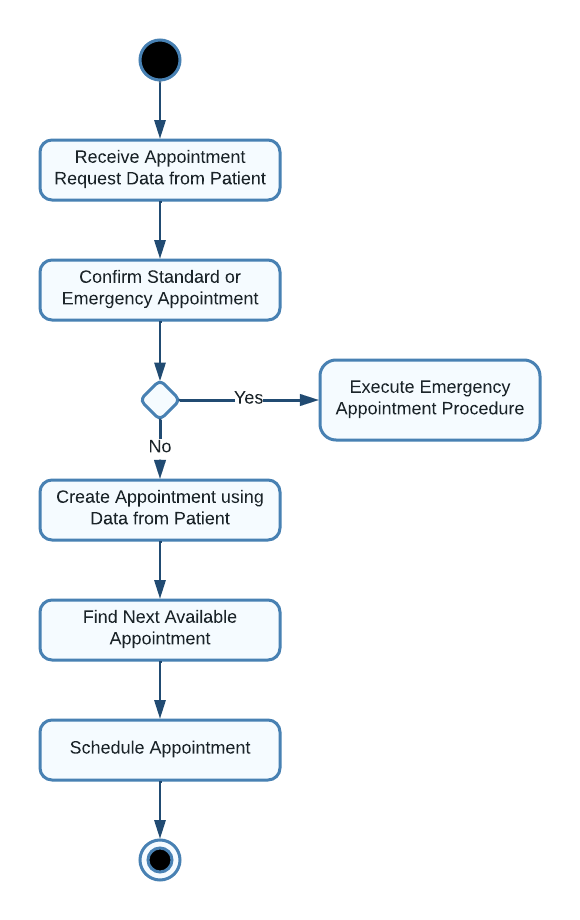 Receive Appointment
Request Data from Patient
Confirm Standard or
Emergency Appointment
Yes
Execute Emergency
Appointment Procedure
No
Create Appointment using
Data from Patient
Find Next Available
Appointment
Schedule Appointment